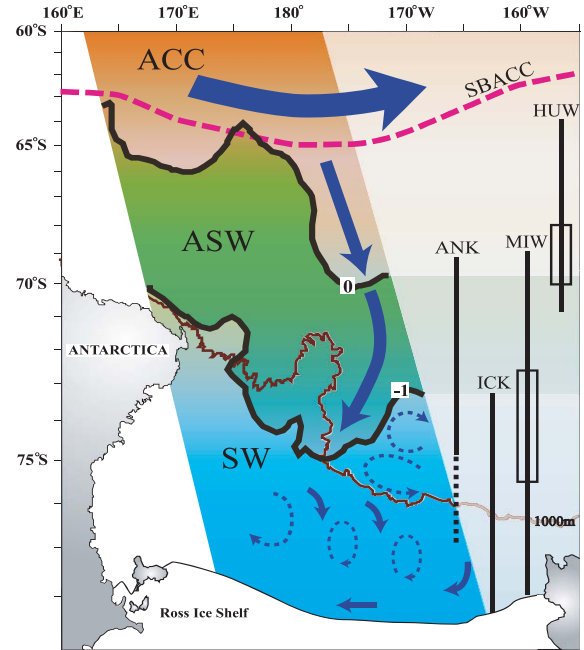 160°E 170°E 180° 170°W 160°W
60°S
ACC
SBACC
HUW
65°S
ASW
ANK MIW
70°S
0
ANTARCTICA
-1
ICK
SW
75°S
1000m
Ross Ice Shelf